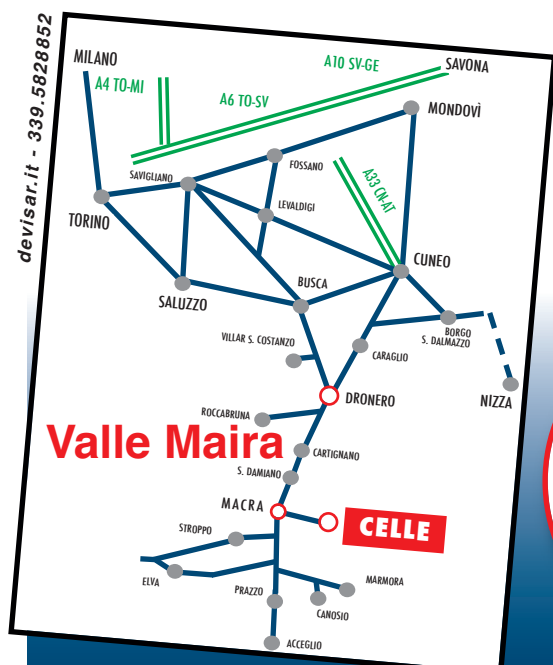 devisar.it - 339.5828852
MILANO
A4 TO-MI
A6 TO-SV
A10 SV-GE
SAVONA
MONDOVÌ
FOSSANO
SAVIGLIANO
A33 CN-AT
LEVALDIGI
TORINO
CUNEO
BUSCA
SALUZZO
BORGO
S. DALMAZZO
VILLAR S. COSTANZO
CARAGLIO
NIZZA
DRONERO
ROCCABRUNA
Valle Maira
CARTIGNANO
S. DAMIANO
MACRA
CELLE
STROPPO
ELVA
MARMORA
PRAZZO
CANOSIO
ACCEGLIO